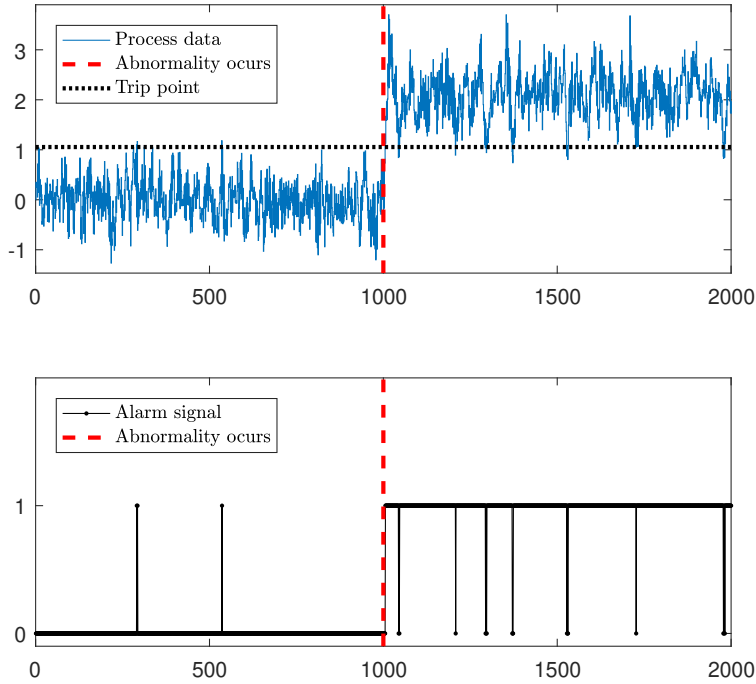 Process data
Abnormality ocurs
Trip point
3
2
1
0
-1
0 500 1000 1500 2000
Alarm signal
Abnormality ocurs
1
0
0 500 1000 1500 2000